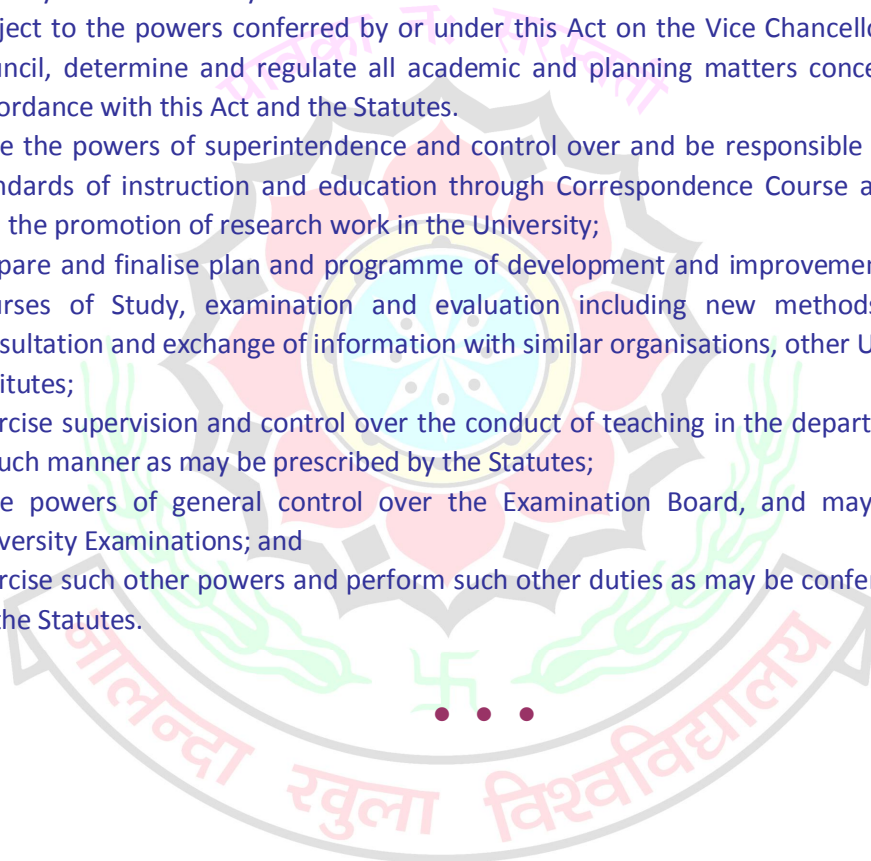 पावका नः सरस्वती
ject to the powers conferred by or under this Act on the Vice Chancello
uncil, determine and regulate all academic and planning matters conce
ordance with this Act and the Statutes.
e the powers of superintendence and control over and be responsible
ndards of instruction and education through Correspondence Course a
the promotion of research work in the University;
pare and finalise plan and programme of development and improvemen
urses of Study, examination and evaluation including new methods
nsultation and exchange of information with similar organisations, other U
titutes;
rcise supervision and control over the conduct of teaching in the depart
uch manner as may be prescribed by the Statutes;
e powers of general control over the Examination Board, and may
versity Examinations; and
rcise such other powers and perform such other duties as may be confer
the Statutes.
• • •
नालन्दा खुला विश्वविद्यालय